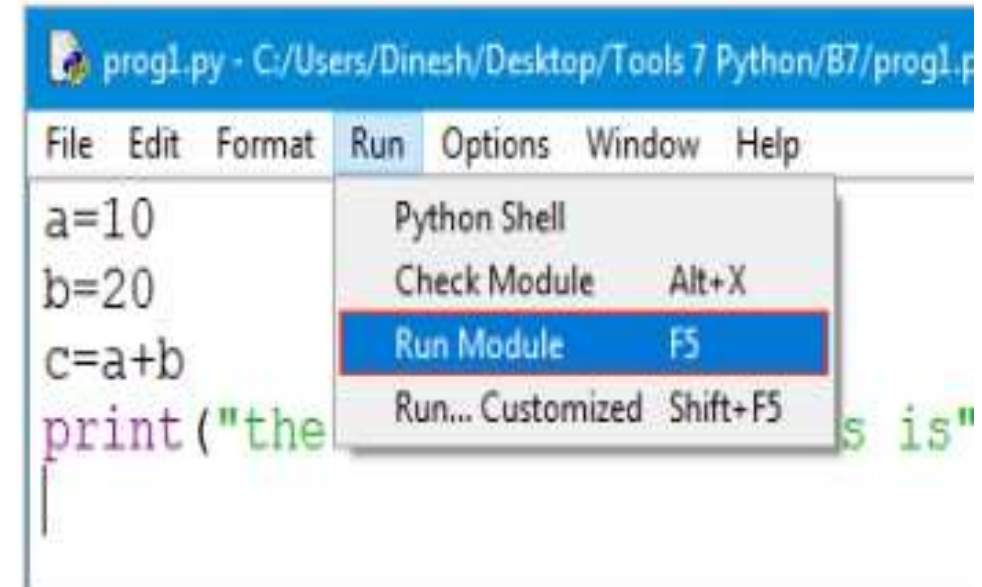 prog1.py - C:/Users/Dinesh/Desktop/Tools 7 Python/B7/prog1.p
File Edit Format Run Options Window Help
a=10
b=20
c=a+b
print("the s is"
Python Shell
Check Module Alt+X
Run Module F5
Run... Customized Shift+F5